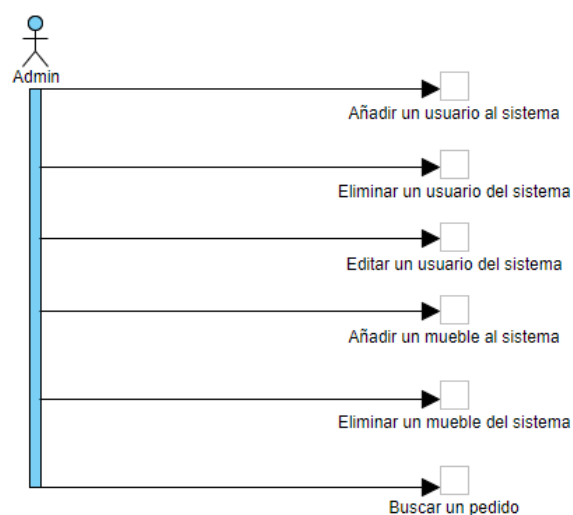 Admin
Añadir un usuario al sistema
Eliminar un usuario del sistema
Editar un usuario del sistema
Añadir un mueble al sistema
Eliminar un mueble del sistema
Buscar un pedido